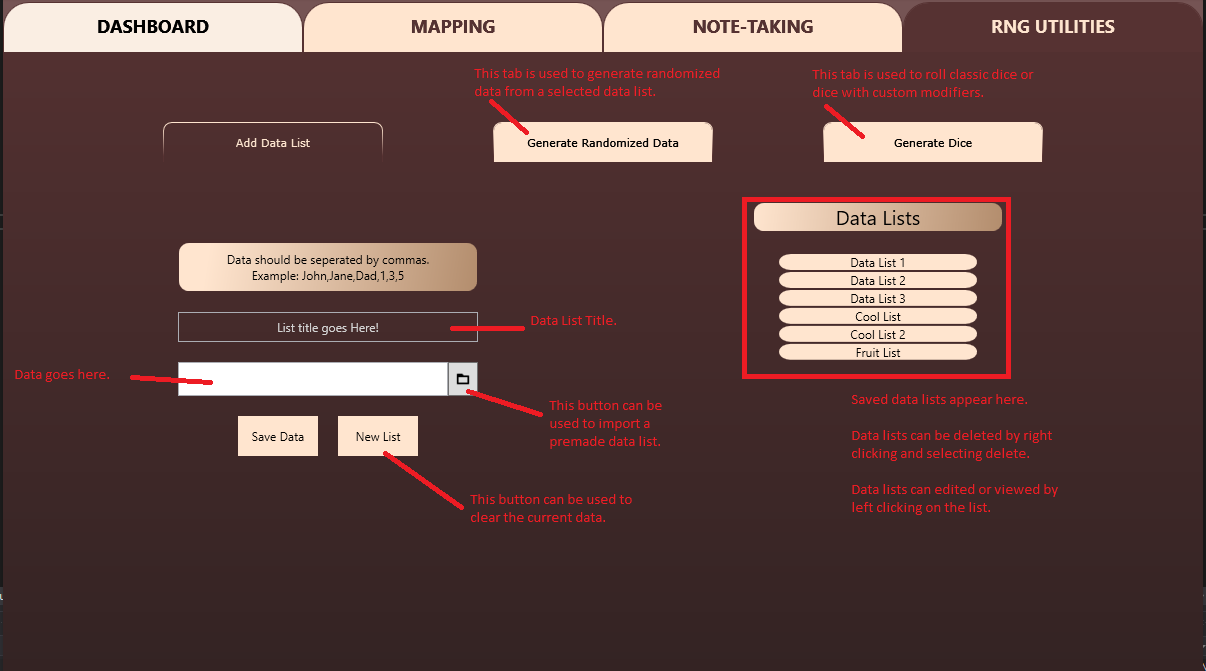 DASHBOARD
MAPPING
NOTE-TAKING
RNG UTILITIES
This tab is used to generate randomized
data from a selected data list.
This tab is used to roll classic dice or
dice with custom modifiers.
Add Data List
Generate Randomized Data
Generate Dice
Data should be seperated by commas.
Example: John,Jane,Dad,1,3,5
List title goes Here!
Data List Title.
Data goes here.
This button can be
used to import a
premade data list.
Save Data
New List
This button can be used to
clear the current data.
Data Lists
Data List 1
Data List 2
Data List 3
Cool List
Cool List 2
Fruit List
Saved data lists appear here.
Data lists can be deleted by right
clicking and selecting delete.
Data lists can edited or viewed by
left clicking on the list.